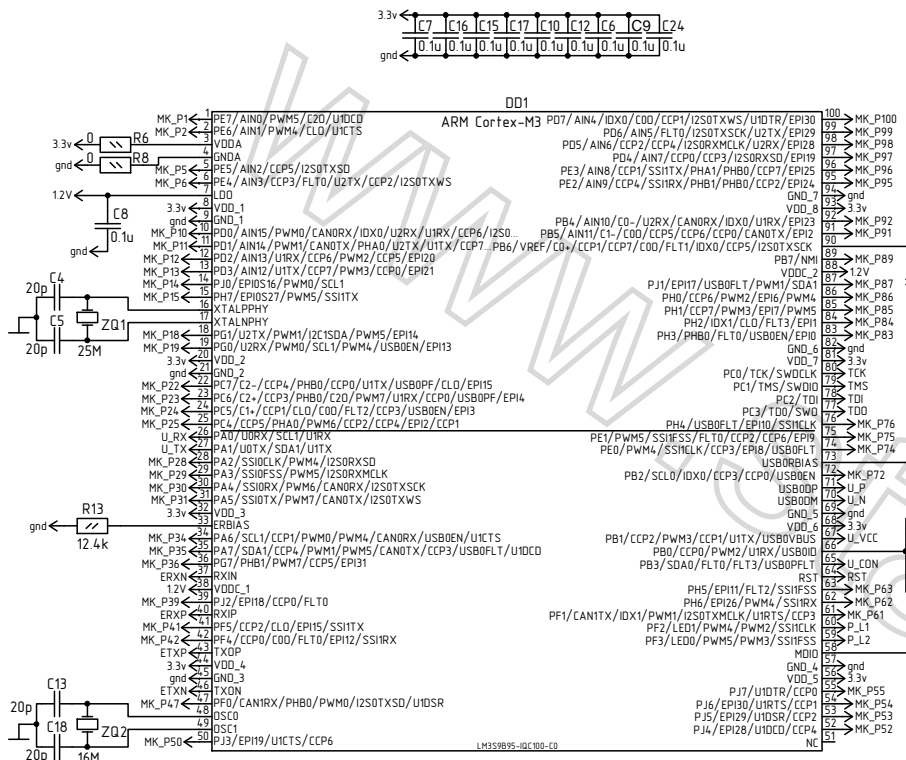 3.3v C7 C16 C15 C17 C10 C12 C6 C9 C24
gnd 0.1u 0.1u 0.1u 0.1u 0.1u 0.1u 0.1u 0.1u 0.1u
DD1
ARM Cortex-M3
MK_P1 1 PE7/AIN0/PWM5/C2O/U1DCD
MK_P2 2 PE6/AIN1/PWM4/CLO/U1CTS
3.3v 0 R6 3 VDDA
gnd 0 R8 4 GNDA
MK_P5 5 PE5/AIN2/CCP5/I2S0TXSD
MK_P6 6 PE4/AIN3/CCP3/FLT0/U2TX/CCP2/I2S0TXWS
1.2V 7 LDO
C8 0.1u gnd
3.3v 8 VDD_1
gnd 9 GND_1
MK_P10 10 PD0/AIN15/PWM0/CAN0RX/IDX0/U2RX/U1RX/CCP6/I2S0...
MK_P11 11 PD1/AIN14/PWM1/CAN0TX/PHA0/U2TX/U1TX/CCP7...
MK_P12 12 PD2/AIN13/U1RX/CCP6/PWM2/CCP5/EPI20
MK_P13 13 PD3/AIN12/U1TX/CCP7/PWM3/CCP0/EPI21
MK_P14 14 PJ0/EPI0S16/PWM0/SCL1
MK_P15 15 PH7/EPI0S27/PWM5/SSI1TX
C4 20p
16 XTALPPHY
17 XTALNPHY
C5 20p ZQ1 25M
MK_P18 18 PG1/U2TX/PWM1/I2C1SDA/PWM5/EPI14
MK_P19 19 PG0/U2RX/PWM0/SCL1/PWM4/USB0EN/EPI13
3.3v 20 VDD_2
gnd 21 GND_2
MK_P22 22 PC7/C2-/CCP4/PHB0/CCP0/U1TX/USB0PF/CLO/EPI15
MK_P23 23 PC6/C2+/CCP3/PHB0/C2O/PWM7/U1RX/CCP0/USB0PF/EPI4
MK_P24 24 PC5/C1+/CCP1/CLO/C0O/FLT2/CCP3/USB0EN/EPI3
MK_P25 25 PC4/CCP5/PHA0/PWM6/CCP2/CCP4/EPI2/CCP1
U_RX 26 PA0/U0RX/SCL1/U1RX
U_TX 27 PA1/U0TX/SDA1/U1TX
MK_P28 28 PA2/SSI0CLK/PWM4/I2S0RXSD
MK_P29 29 PA3/SSI0FSS/PWM5/I2S0RXMCLK
MK_P30 30 PA4/SSI0RX/PWM6/CAN0RX/I2S0TXSCK
MK_P31 31 PA5/SSI0TX/PWM7/CAN0TX/I2S0TXWS
3.3v 32 VDD_3
gnd R13 12.4k 33 ERBIAS
MK_P34 34 PA6/SCL1/CCP1/PWM0/PWM4/CAN0RX/USB0EN/U1CTS
MK_P35 35 PA7/SDA1/CCP4/PWM1/PWM5/CAN0TX/CCP3/USB0FLT/U1DCD
MK_P36 36 PG7/PHB1/PWM7/CCP5/EPI31
ERXN 37 RXIN
1.2V 38 VDDC_1
MK_P39 39 PJ2/EPI18/CCP0/FLT0
ERXP 40 RXIP
MK_P41 41 PF5/CCP2/CLO/EPI15/SSI1TX
MK_P42 42 PF4/CCP0/C0O/FLT0/EPI12/SSI1RX
ETXP 43 TXOP
3.3v 44 VDD_4
gnd 45 GND_3
ETXN 46 TXON
MK_P47 47 PF0/CAN1RX/PHB0/PWM0/I2S0TXSD/U1DSR
C13 20p
48 OSC0
49 OSC1
C18 20p ZQ2 16M
MK_P50 50 PJ3/EPI19/U1CTS/CCP6
PD7/AIN4/IDX0/C0O/CCP1/I2S0TXWS/U1DTR/EPI30 100 MK_P100
PD6/AIN5/FLT0/I2S0TXSCK/U2TX/EPI29 99 MK_P99
PD5/AIN6/CCP2/CCP4/I2S0RXMCLK/U2RX/EPI28 98 MK_P98
PD4/AIN7/CCP0/CCP3/I2S0RXSD/EPI19 97 MK_P97
PE3/AIN8/CCP1/SSI1TX/PHA1/PHB0/CCP7/EPI25 96 MK_P96
PE2/AIN9/CCP4/SSI1RX/PHB1/PHB0/CCP2/EPI24 95 MK_P95
GND_7 94 gnd
VDD_8 93 3.3v
PB4/AIN10/C0-/U2RX/CAN0RX/IDX0/U1RX/EPI23 92 MK_P92
PB5/AIN11/C1-/C0O/CCP5/CCP6/CCP0/CAN0TX/EPI2 91 MK_P91
PB6/VREF/C0+/CCP1/CCP7/C0O/FLT1/IDX0/CCP5/I2S0TXSCK 90
PB7/NMI 89 MK_P89
VDDC_2 88 1.2V
PJ1/EPI17/USB0FLT/PWM1/SDA1 87 MK_P87
PH0/CCP6/PWM2/EPI6/PWM4 86 MK_P86
PH1/CCP7/PWM3/EPI7/PWM5 85 MK_P85
PH2/IDX1/CLO/FLT3/EPI1 84 MK_P84
PH3/PHB0/FLT0/USB0EN/EPI0 83 MK_P83
GND_6 82 gnd
VDD_7 81 3.3v
PC0/TCK/SWDCLK 80 TCK
PC1/TMS/SWDIO 79 TMS
PC2/TDI 78 TDI
PC3/TDO/SWO 77 TDO
PH4/USB0FLT/EPI10/SSI1CLK 76 MK_P76
PE1/PWM5/SSI1FSS/FLT0/CCP2/CCP6/EPI9 75 MK_P75
PE0/PWM4/SSI1CLK/CCP3/EPI8/USB0FLT 74 MK_P74
USB0RBIAS 73
PB2/SCL0/IDX0/CCP3/CCP0/USB0EN 72 MK_P72
USB0DP 71 U_P
USB0DM 70 U_N
GND_5 69 gnd
VDD_6 68 3.3v
PB1/CCP2/PWM3/CCP1/U1TX/USB0VBUS 67 U_VCC
PB0/CCP0/PWM2/U1RX/USB0ID 66
PB3/SDA0/FLT0/FLT3/USB0PFLT 65 U_CON
RST 64 RST
PH5/EPI11/FLT2/SSI1FSS 63 MK_P63
PH6/EPI26/PWM4/SSI1RX 62 MK_P62
PF1/CAN1TX/IDX1/PWM1/I2S0TXMCLK/U1RTS/CCP3 61 MK_P61
PF2/LED1/PWM4/PWM2/SSI1CLK 60 P_L1
PF3/LED0/PWM5/PWM3/SSI1FSS 59 P_L2
MDIO 58
GND_4 57 gnd
VDD_5 56 3.3v
PJ7/U1DTR/CCP0 55 MK_P55
PJ6/EPI30/U1RTS/CCP1 54 MK_P54
PJ5/EPI29/U1DSR/CCP2 53 MK_P53
PJ4/EPI28/U1DCD/CCP4 52 MK_P52
NC 51
LM3S9B95-IQC100-C0